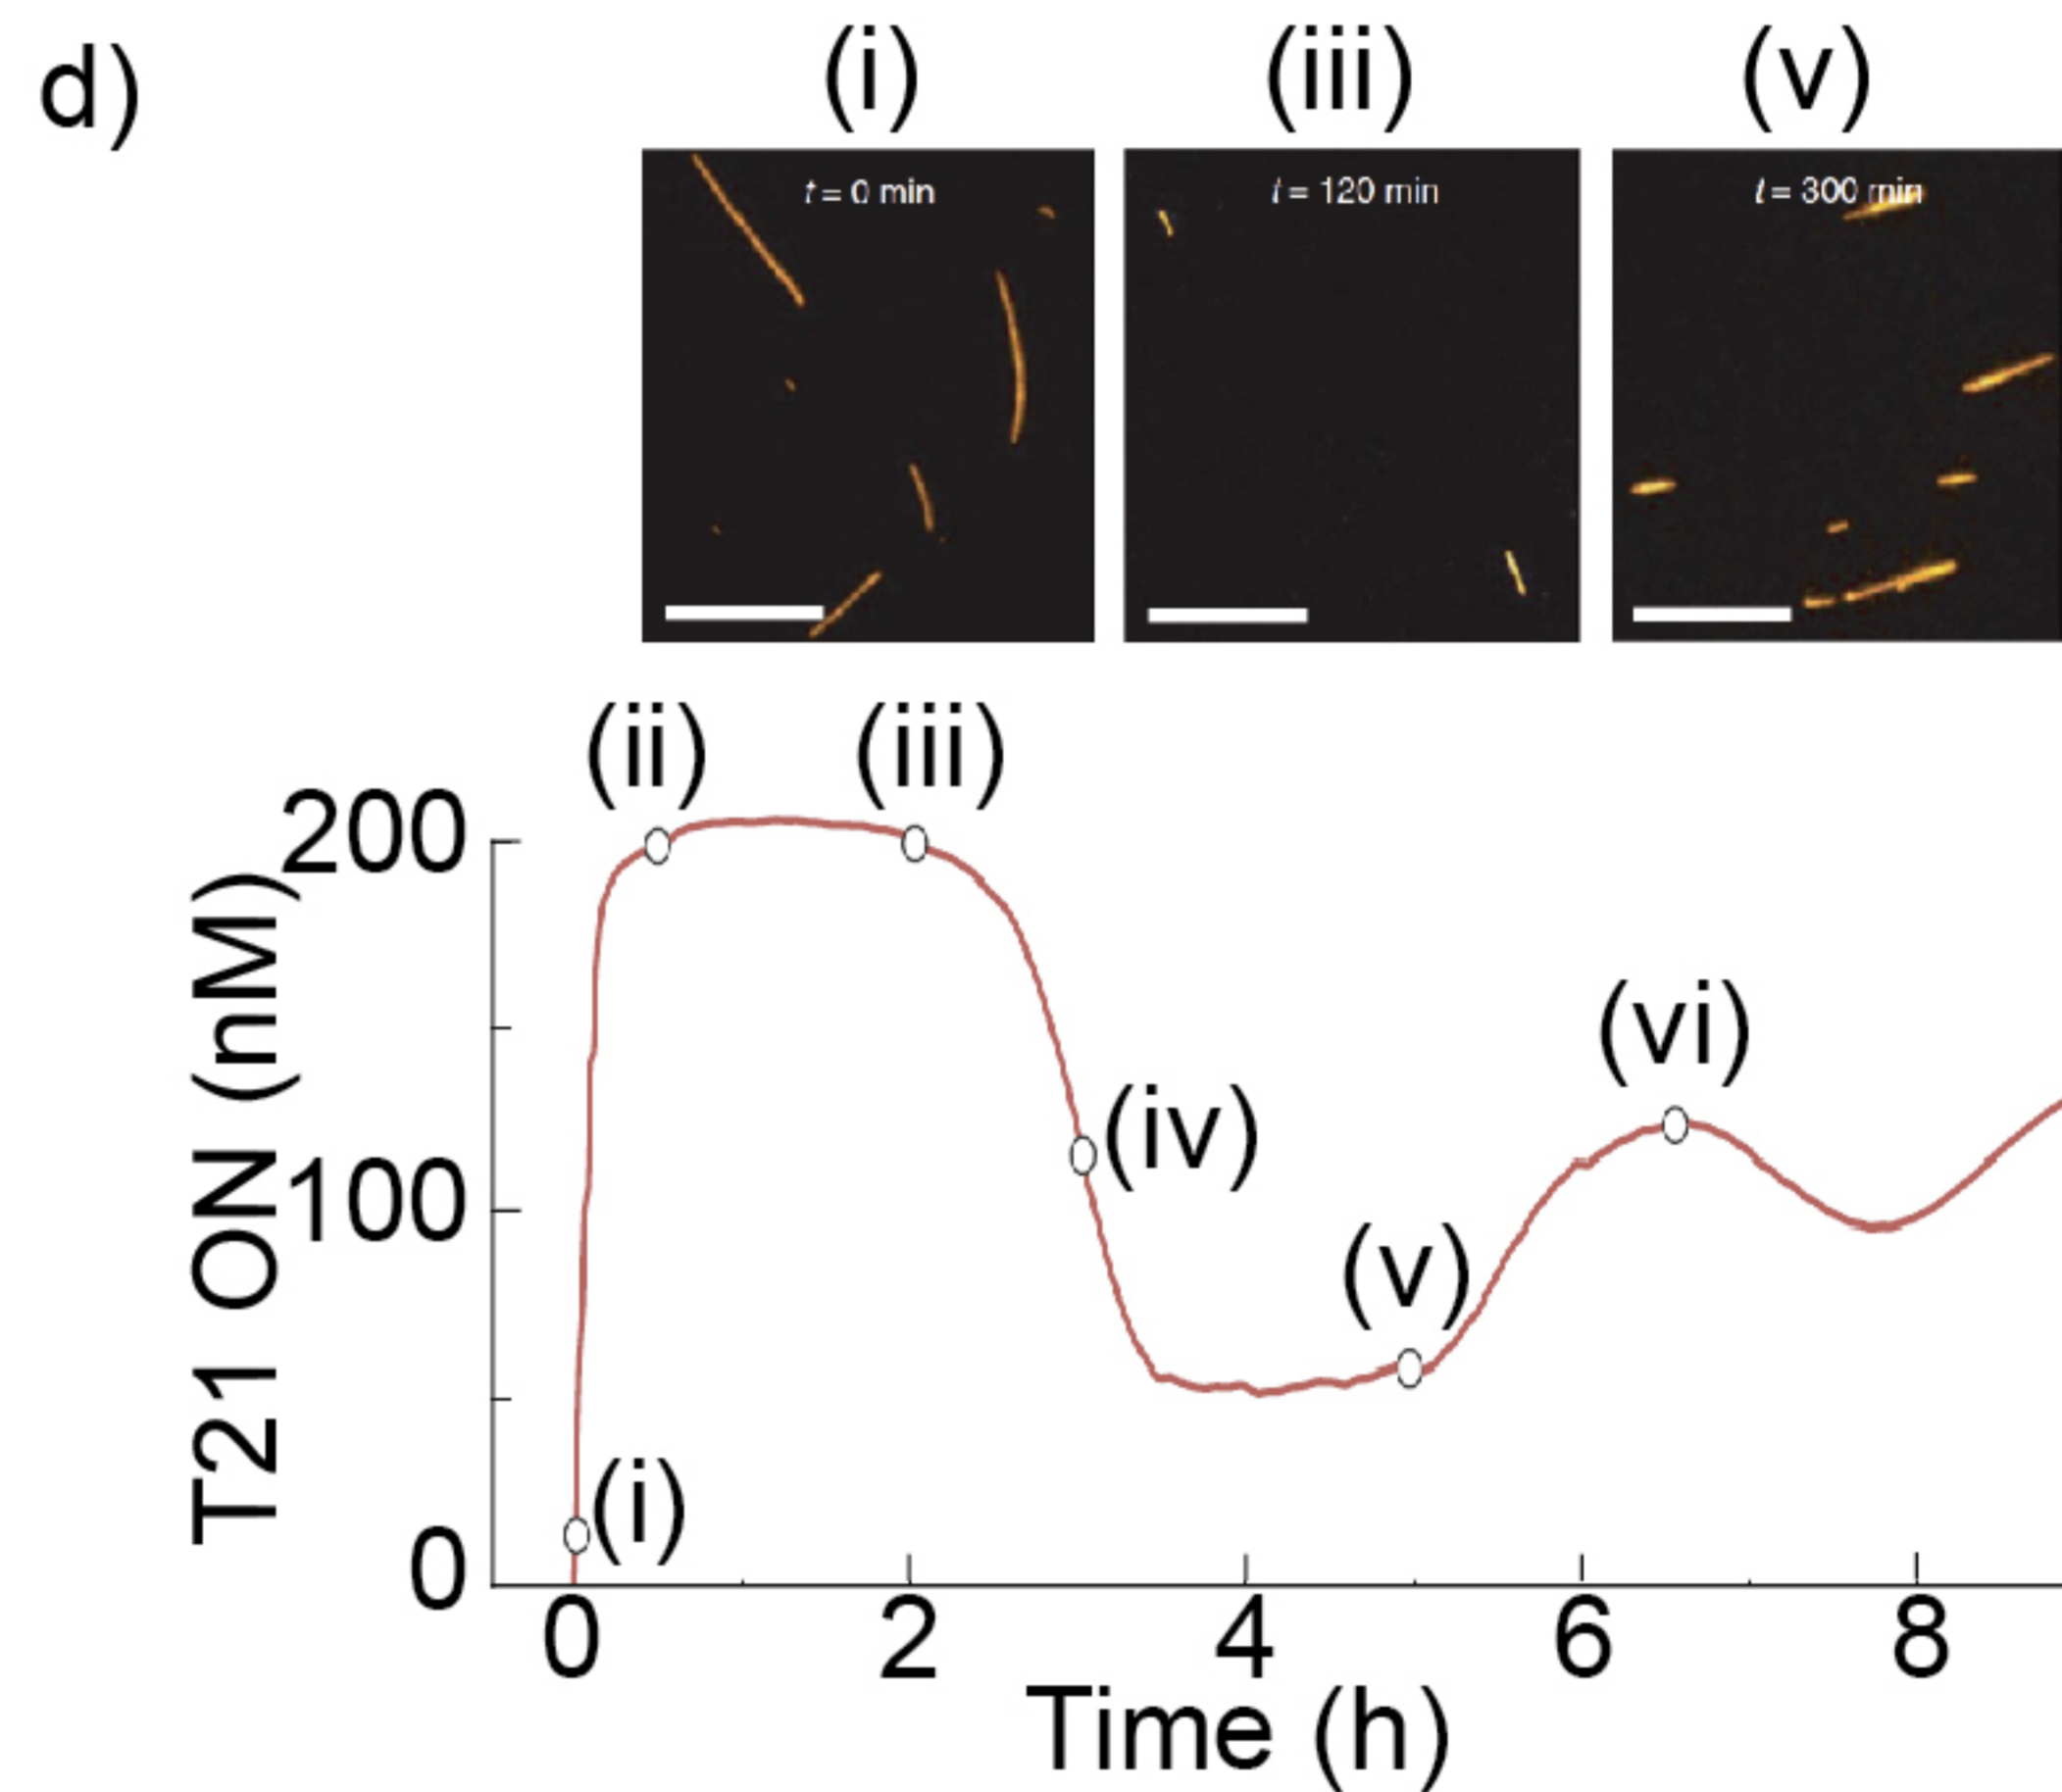 d)
(i) (iii) (v)
t = 0 min
t = 120 min
t = 300 min
(ii) (iii)
200
(vi)
(iv)
100
(v)
(i)
0
T21 ON (nM)
0 2 4 6 8
Time (h)